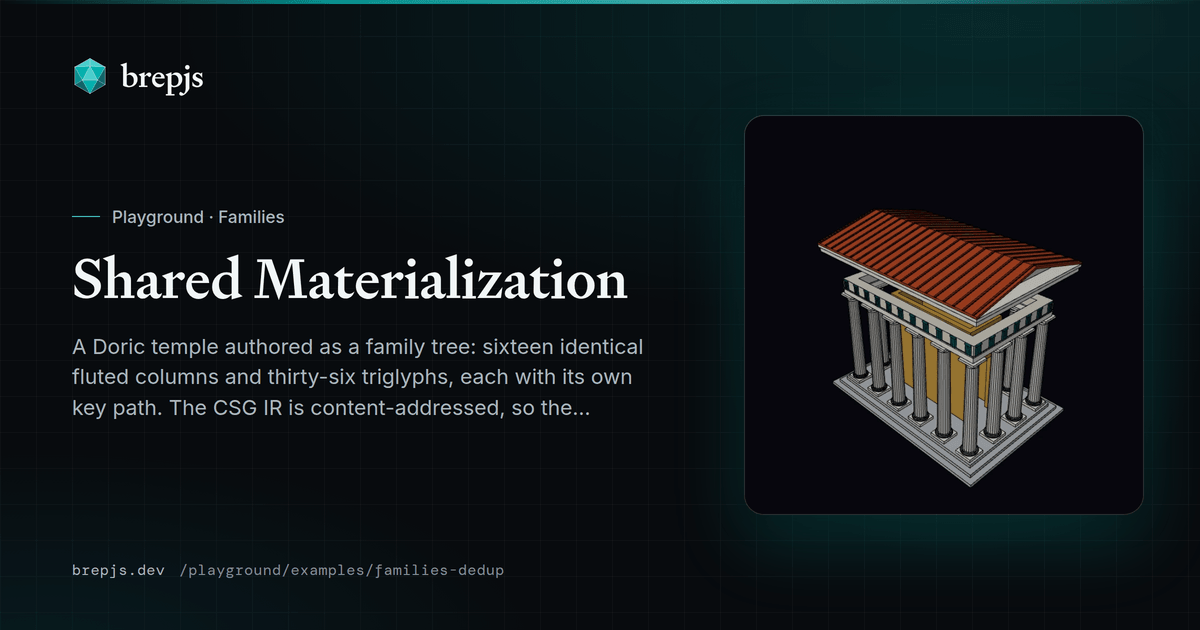 brepjs
Playground · Families
Shared Materialization
A Doric temple authored as a family tree: sixteen identical
fluted columns and thirty-six triglyphs, each with its own
key path. The CSG IR is content-addressed, so the...
brepjs.dev /playground/examples/families-dedup